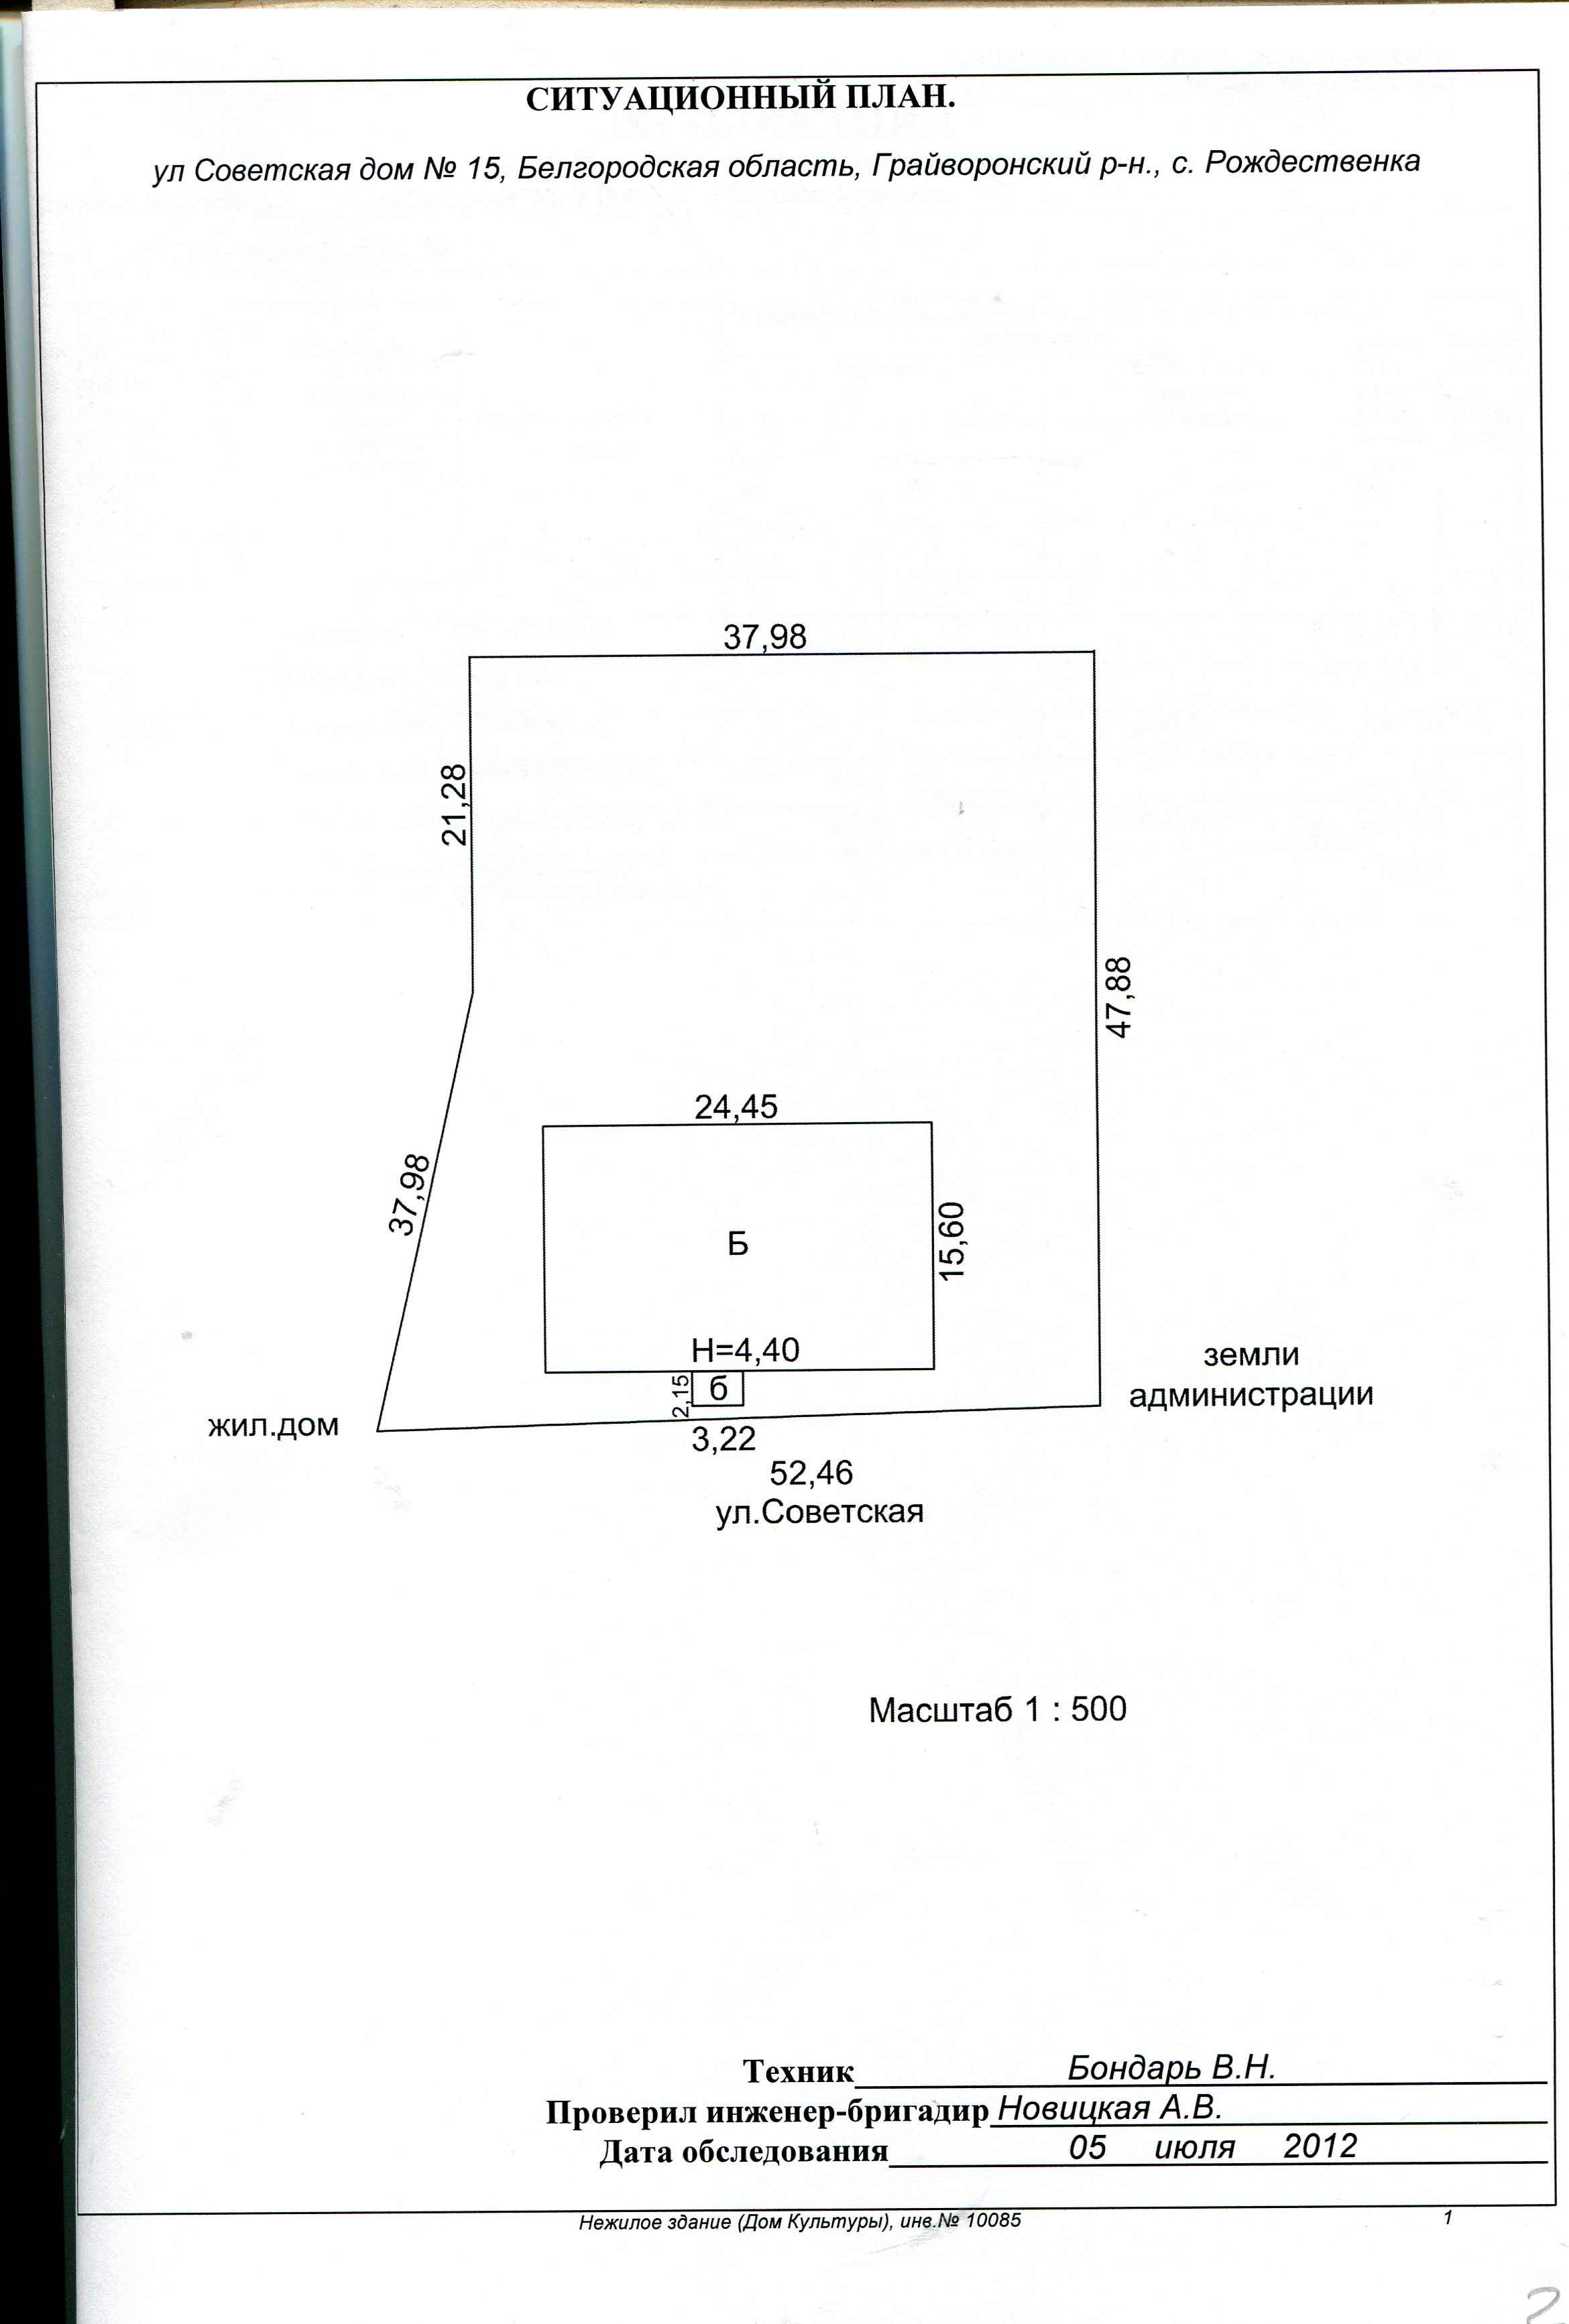 СИТУАЦИОННЫЙ ПЛАН.
ул Советская дом № 15, Белгородская область, Грайворонский р-н., с. Рождественка
37,98
21,28
47,88
24,45
37,98
15,60
Б
Н=4,40
2,15
б
земли
администрации
жил.дом
3,22
52,46
ул.Советская
Масштаб 1 : 500
Техник Бондарь В.Н.
Проверил инженер-бригадир Новицкая А.В.
Дата обследования 05 июля 2012
Нежилое здание (Дом Культуры), инв.№ 10085 1